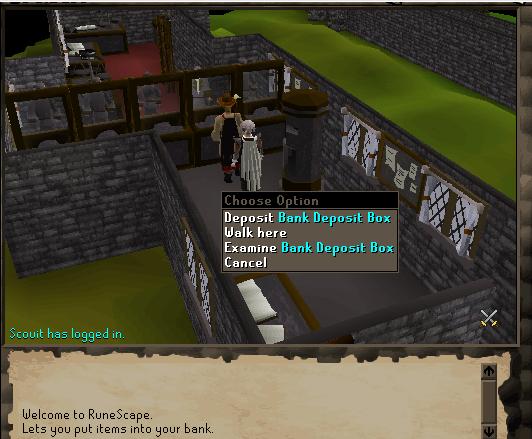 Choose Option
Deposit Bank Deposit Box
Walk here
Examine Bank Deposit Box
Cancel
Scouit has logged in.
Welcome to RuneScape.
Lets you put items into your bank.